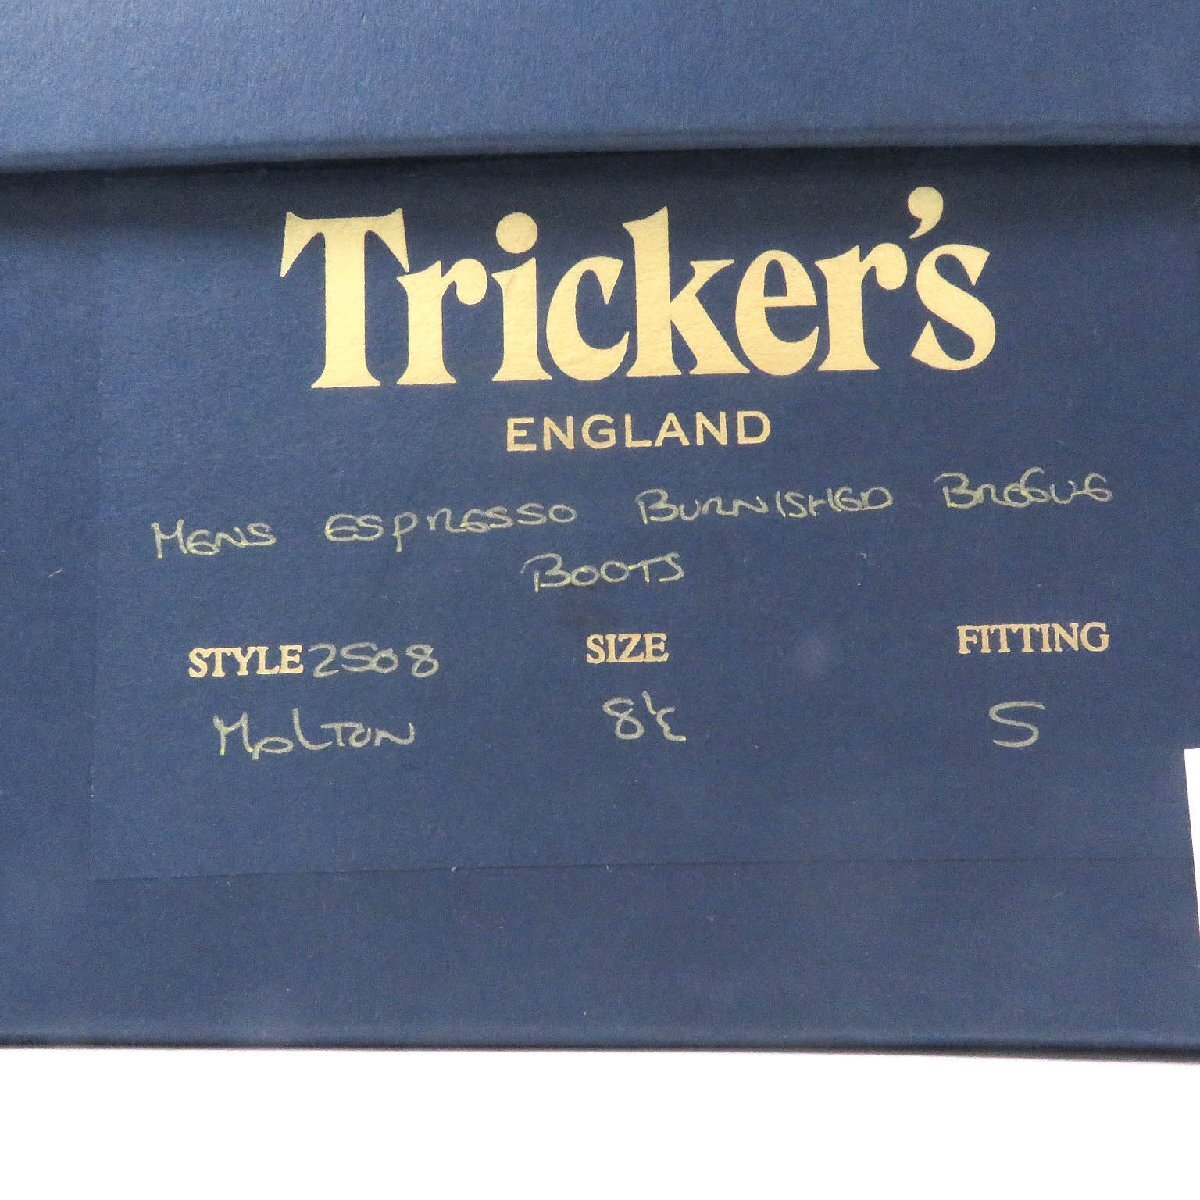 Tricker's
ENGLAND
MENS ESPRESSO BURNISHED BROGUE
BOOTS
STYLE 2508 SIZE FITTING
MOLTON 8½ 5